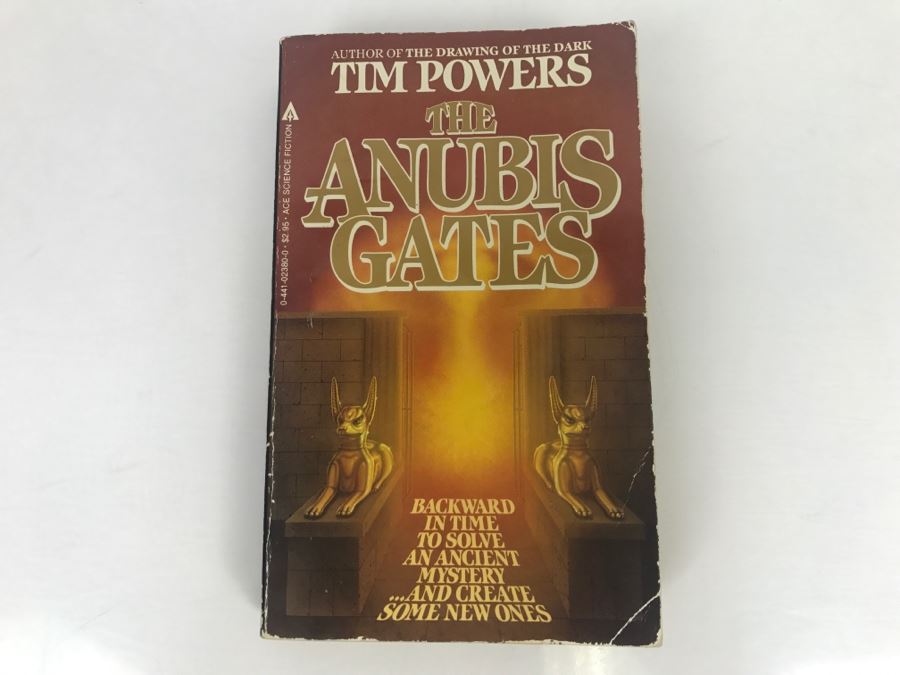 AUTHOR OF THE DRAWING OF THE DARK
TIM POWERS
THE
ANUBIS
GATES
0-441-02380-0 • $2.95 • ACE SCIENCE FICTION
BACKWARD
IN TIME
TO SOLVE
AN ANCIENT
MYSTERY
...AND CREATE
SOME NEW ONES